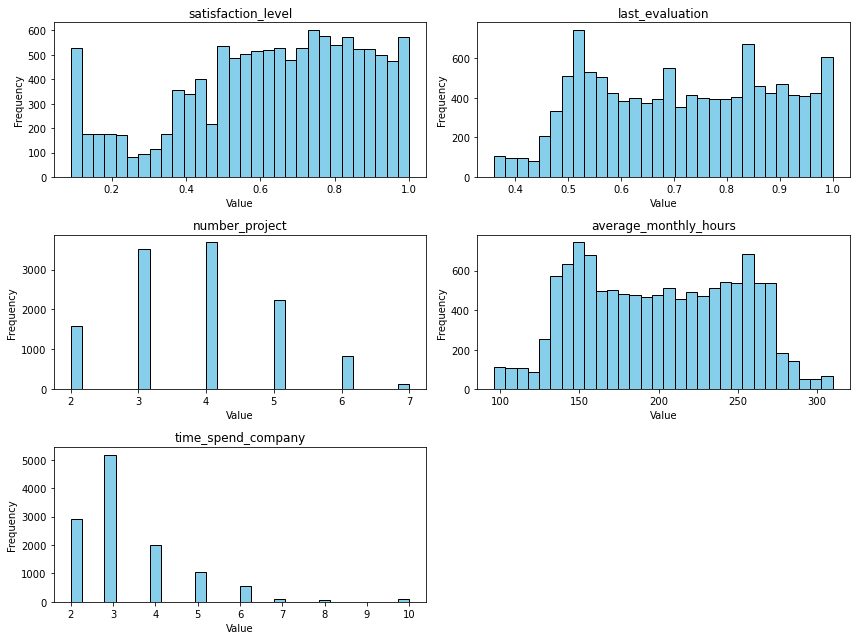 satisfaction_level
600
500
400
300
200
100
0
Frequency
0.2 0.4 0.6 0.8 1.0
Value
last_evaluation
600
400
200
0
Frequency
0.4 0.5 0.6 0.7 0.8 0.9 1.0
Value
number_project
3000
2000
1000
0
Frequency
2 3 4 5 6 7
Value
average_monthly_hours
600
400
200
0
Frequency
100 150 200 250 300
Value
time_spend_company
5000
4000
3000
2000
1000
0
Frequency
2 3 4 5 6 7 8 9 10
Value